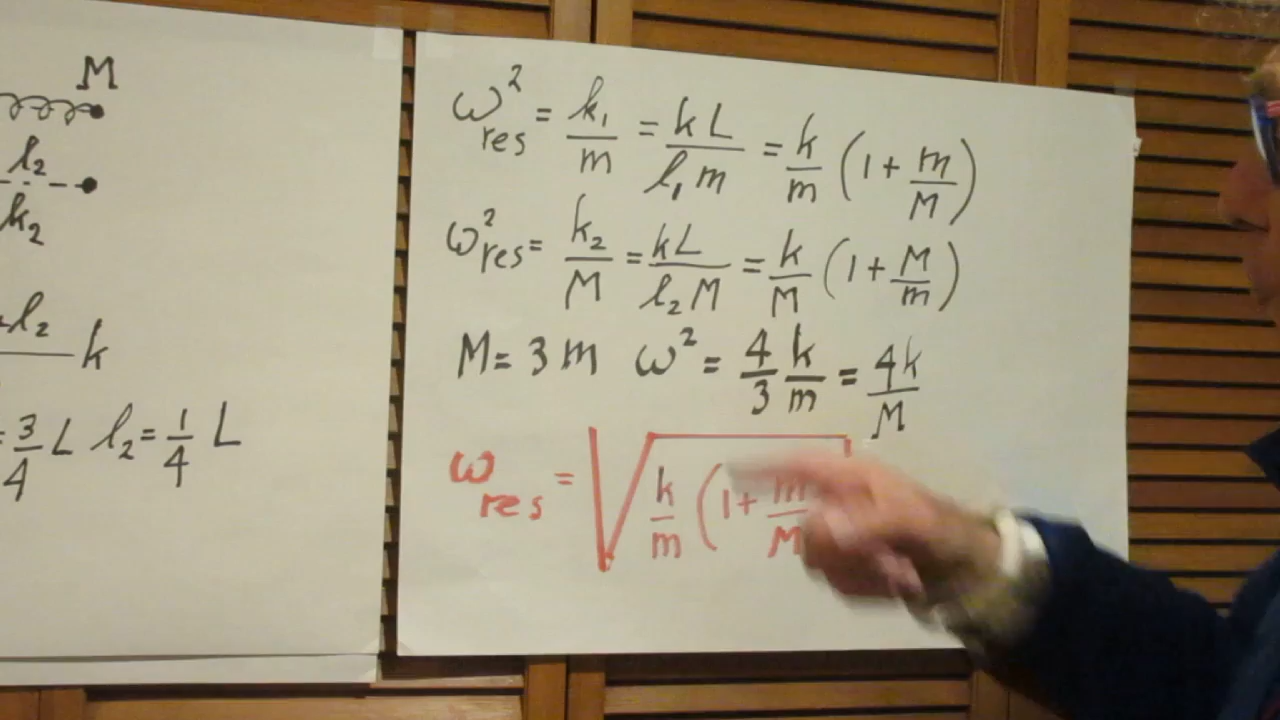 M
l₂
k₂
+l₂ / k
= 3/4 L l₂ = 1/4 L
ω²res = k₁/m = kL/l₁m = k/m (1 + m/M)
ω²res = k₂/M = kL/l₂M = k/M (1 + M/m)
M = 3m ω² = 4/3 k/m = 4k/M
ωres = √(k/m (1 + m/M